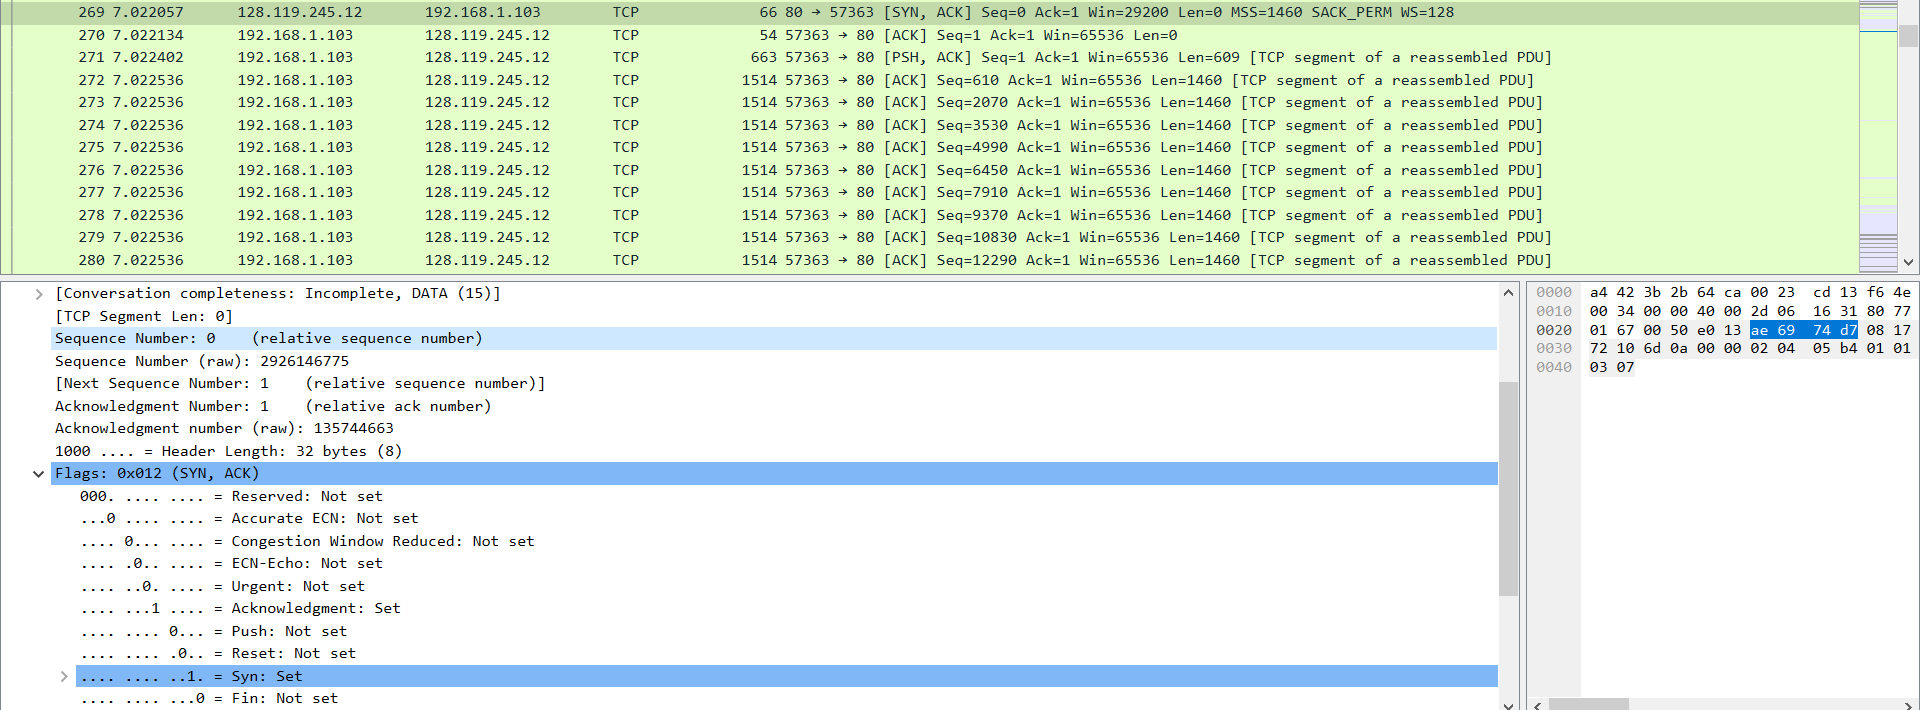 269 7.022057 128.119.245.12 192.168.1.103 TCP 66 80 → 57363 [SYN, ACK] Seq=0 Ack=1 Win=29200 Len=0 MSS=1460 SACK_PERM WS=128
270 7.022134 192.168.1.103 128.119.245.12 TCP 54 57363 → 80 [ACK] Seq=1 Ack=1 Win=65536 Len=0
271 7.022402 192.168.1.103 128.119.245.12 TCP 663 57363 → 80 [PSH, ACK] Seq=1 Ack=1 Win=65536 Len=609 [TCP segment of a reassembled PDU]
272 7.022536 192.168.1.103 128.119.245.12 TCP 1514 57363 → 80 [ACK] Seq=610 Ack=1 Win=65536 Len=1460 [TCP segment of a reassembled PDU]
273 7.022536 192.168.1.103 128.119.245.12 TCP 1514 57363 → 80 [ACK] Seq=2070 Ack=1 Win=65536 Len=1460 [TCP segment of a reassembled PDU]
274 7.022536 192.168.1.103 128.119.245.12 TCP 1514 57363 → 80 [ACK] Seq=3530 Ack=1 Win=65536 Len=1460 [TCP segment of a reassembled PDU]
275 7.022536 192.168.1.103 128.119.245.12 TCP 1514 57363 → 80 [ACK] Seq=4990 Ack=1 Win=65536 Len=1460 [TCP segment of a reassembled PDU]
276 7.022536 192.168.1.103 128.119.245.12 TCP 1514 57363 → 80 [ACK] Seq=6450 Ack=1 Win=65536 Len=1460 [TCP segment of a reassembled PDU]
277 7.022536 192.168.1.103 128.119.245.12 TCP 1514 57363 → 80 [ACK] Seq=7910 Ack=1 Win=65536 Len=1460 [TCP segment of a reassembled PDU]
278 7.022536 192.168.1.103 128.119.245.12 TCP 1514 57363 → 80 [ACK] Seq=9370 Ack=1 Win=65536 Len=1460 [TCP segment of a reassembled PDU]
279 7.022536 192.168.1.103 128.119.245.12 TCP 1514 57363 → 80 [ACK] Seq=10830 Ack=1 Win=65536 Len=1460 [TCP segment of a reassembled PDU]
280 7.022536 192.168.1.103 128.119.245.12 TCP 1514 57363 → 80 [ACK] Seq=12290 Ack=1 Win=65536 Len=1460 [TCP segment of a reassembled PDU]
[Conversation completeness: Incomplete, DATA (15)]
[TCP Segment Len: 0]
Sequence Number: 0    (relative sequence number)
Sequence Number (raw): 2926146775
[Next Sequence Number: 1    (relative sequence number)]
Acknowledgment Number: 1    (relative ack number)
Acknowledgment number (raw): 135744663
1000 .... = Header Length: 32 bytes (8)
Flags: 0x012 (SYN, ACK)
000. .... .... = Reserved: Not set
...0 .... .... = Accurate ECN: Not set
.... 0... .... = Congestion Window Reduced: Not set
.... .0.. .... = ECN-Echo: Not set
.... ..0. .... = Urgent: Not set
.... ...1 .... = Acknowledgment: Set
.... .... 0... = Push: Not set
.... .... .0.. = Reset: Not set
.... .... ..1. = Syn: Set
.... .... ...0 = Fin: Not set
0000 a4 42 3b 2b 64 ca 00 23 cd 13 f6 4e
0010 00 34 00 00 40 00 2d 06 16 31 80 77
0020 01 67 00 50 e0 13 ae 69 74 d7 08 17
0030 72 10 6d 0a 00 00 02 04 05 b4 01 01
0040 03 07